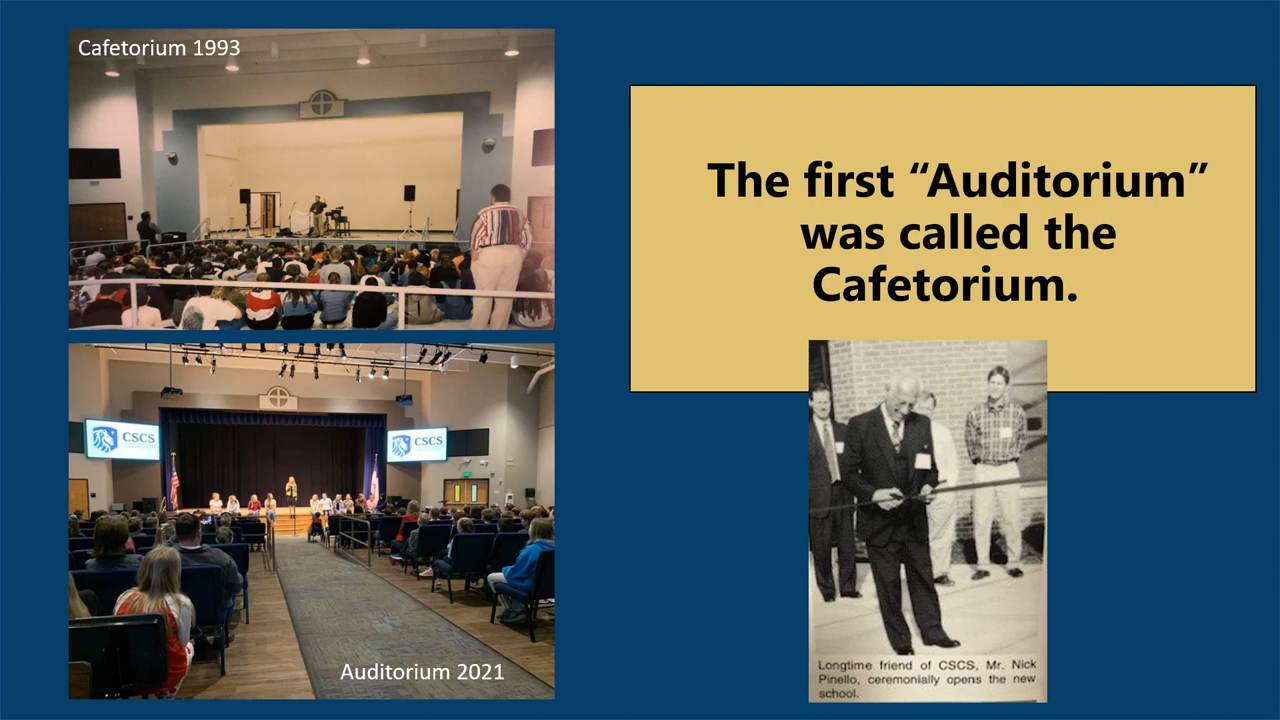 Cafetorium 1993
The first “Auditorium”
was called the
Cafetorium.
CSCS
CSCS
Auditorium 2021
Longtime friend of CSCS, Mr. Nick
Pinello, ceremonially opens the new
school.